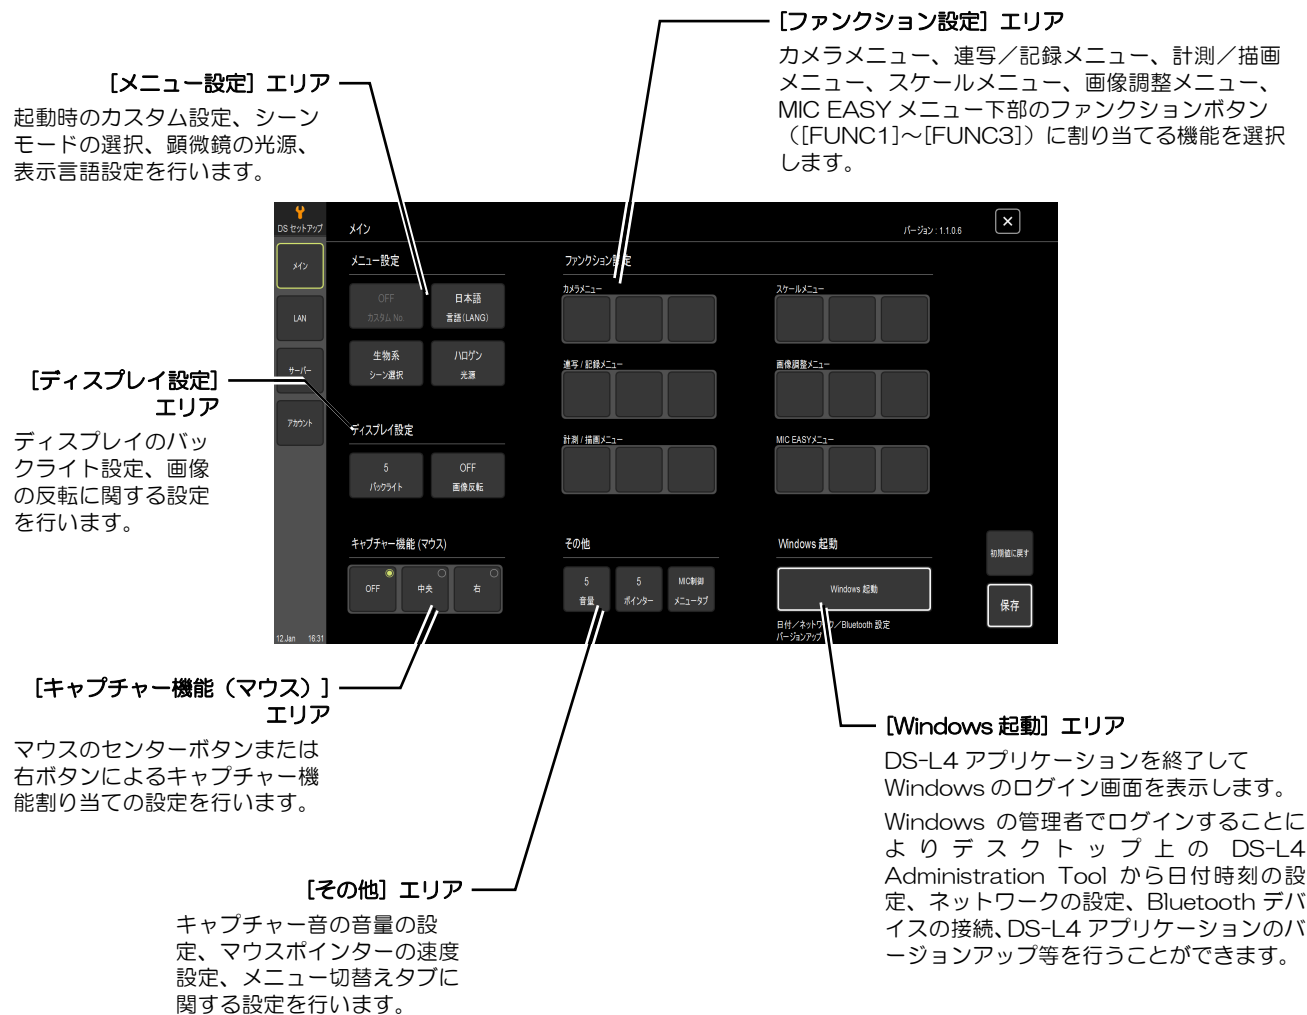 [ファンクション設定] エリア
カメラメニュー、連写／記録メニュー、計測／描画
メニュー、スケールメニュー、画像調整メニュー、
MIC EASY メニュー下部のファンクションボタン
（[FUNC1]～[FUNC3]）に割り当てる機能を選択
します。
[メニュー設定] エリア
起動時のカスタム設定、シーン
モードの選択、顕微鏡の光源、
表示言語設定を行います。
DS セットアップ
メイン
バージョン : 1.1.0.6
メイン
LAN
サーバー
アカウント
12.Jan 16:31
メニュー設定
OFF
カスタム No.
日本語
言語(LANG)
生物系
シーン選択
ハロゲン
光源
ディスプレイ設定
5
バックライト
OFF
画像反転
キャプチャー機能 (マウス)
OFF
中央
右
ファンクション設定
カメラメニュー
スケールメニュー
連写 / 記録メニュー
画像調整メニュー
計測 / 描画メニュー
MIC EASYメニュー
その他
5
音量
5
ポインター
MIC制御
メニュータブ
Windows 起動
Windows 起動
日付／ネットワーク／Bluetooth 設定
バージョンアップ
初期値に戻す
保存
[ディスプレイ設定]
エリア
ディスプレイのバッ
クライト設定、画像
の反転に関する設定
を行います。
[キャプチャー機能（マウス）]
エリア
マウスのセンターボタンまたは
右ボタンによるキャプチャー機
能割り当ての設定を行います。
[その他] エリア
キャプチャー音の音量の設
定、マウスポインターの速度
設定、メニュー切替えタブに
関する設定を行います。
[Windows 起動] エリア
DS-L4 アプリケーションを終了して
Windows のログイン画面を表示します。
Windows の管理者でログインすることに
よりデスクトップ上の DS-L4
Administration Tool から日付時刻の設
定、ネットワークの設定、Bluetooth デバ
イスの接続、DS-L4 アプリケーションのバ
ージョンアップ等を行うことができます。